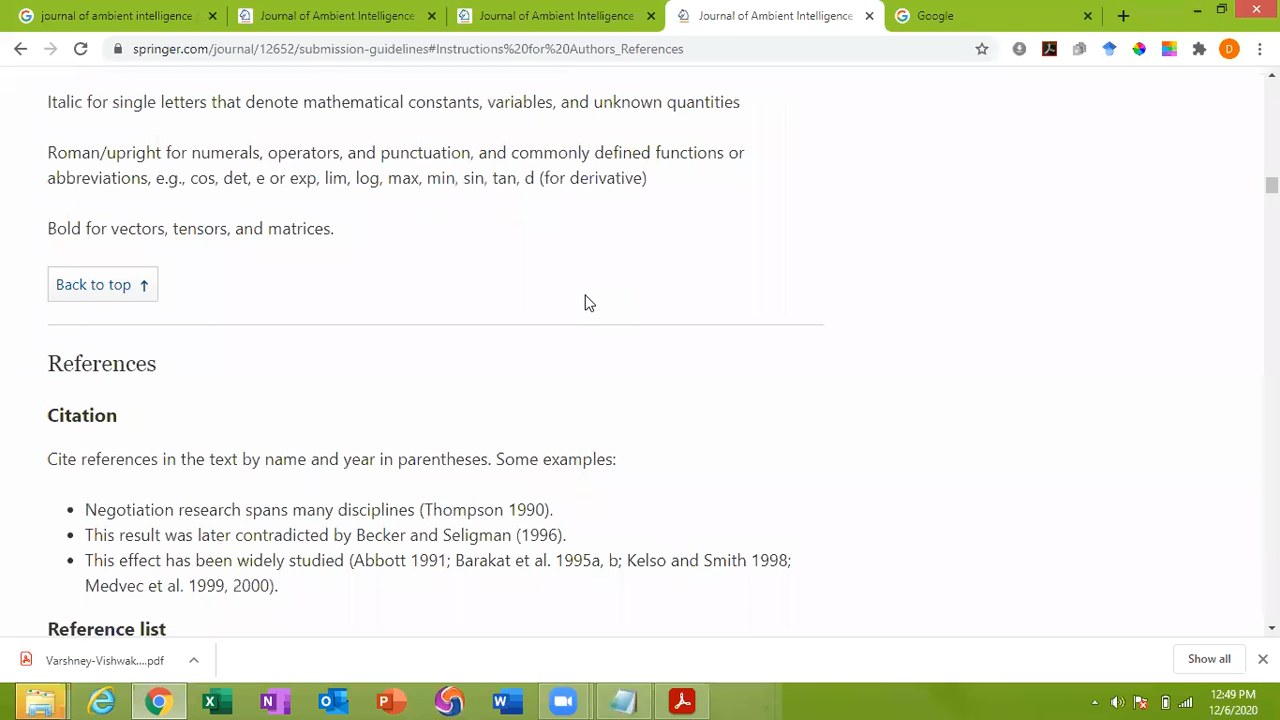 journal of ambient intelligence
Journal of Ambient Intelligence
Journal of Ambient Intelligence
Journal of Ambient Intelligence
Google
springer.com/journal/12652/submission-guidelines#Instructions%20for%20Authors_References
D
Italic for single letters that denote mathematical constants, variables, and unknown quantities
Roman/upright for numerals, operators, and punctuation, and commonly defined functions or
abbreviations, e.g., cos, det, e or exp, lim, log, max, min, sin, tan, d (for derivative)
Bold for vectors, tensors, and matrices.
Back to top ↑
References
Citation
Cite references in the text by name and year in parentheses. Some examples:
• Negotiation research spans many disciplines (Thompson 1990).
• This result was later contradicted by Becker and Seligman (1996).
• This effect has been widely studied (Abbott 1991; Barakat et al. 1995a, b; Kelso and Smith 1998;
Medvec et al. 1999, 2000).
Reference list
Varshney-Vishwak....pdf
Show all
12:49 PM
12/6/2020